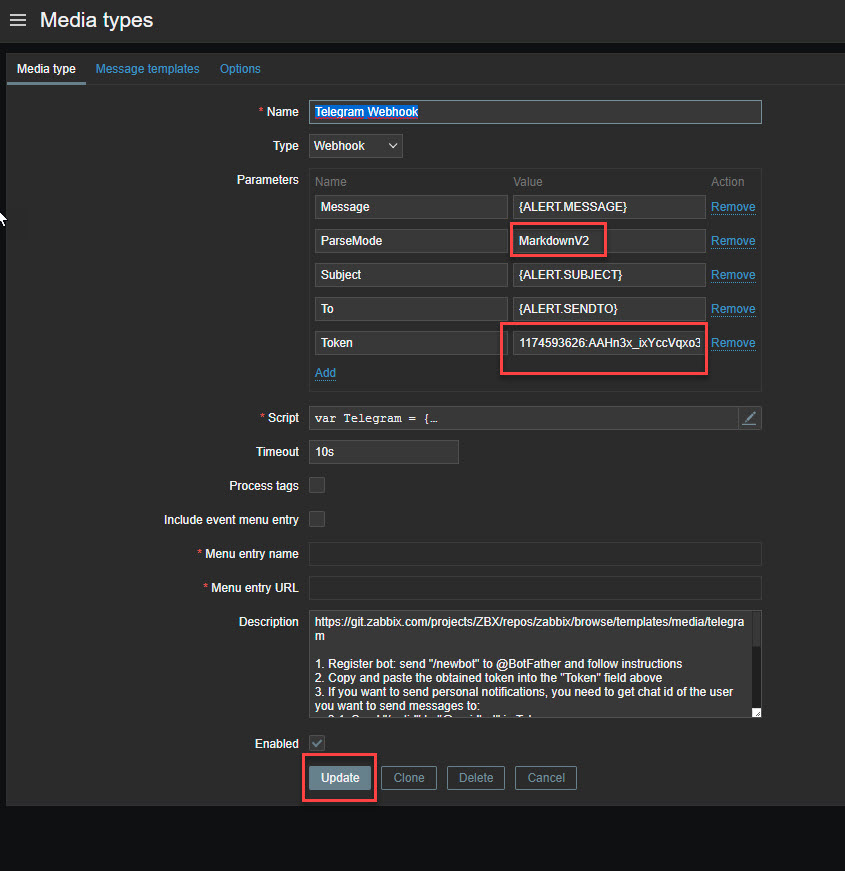 Media types
Media type Message templates Options
* Name Telegram Webhook
Type Webhook
Parameters Name Value Action
Message {ALERT.MESSAGE} Remove
ParseMode MarkdownV2 Remove
Subject {ALERT.SUBJECT} Remove
To {ALERT.SENDTO} Remove
Token 1174593626:AAHn3x_ixYccVqxo3 Remove
Add
* Script var Telegram = {…
Timeout 10s
Process tags
Include event menu entry
* Menu entry name
* Menu entry URL
Description https://git.zabbix.com/projects/ZBX/repos/zabbix/browse/templates/media/telegra
m
1. Register bot: send "/newbot" to @BotFather and follow instructions
2. Copy and paste the obtained token into the "Token" field above
3. If you want to send personal notifications, you need to get chat id of the user
you want to send messages to:
Enabled
Update Clone Delete Cancel